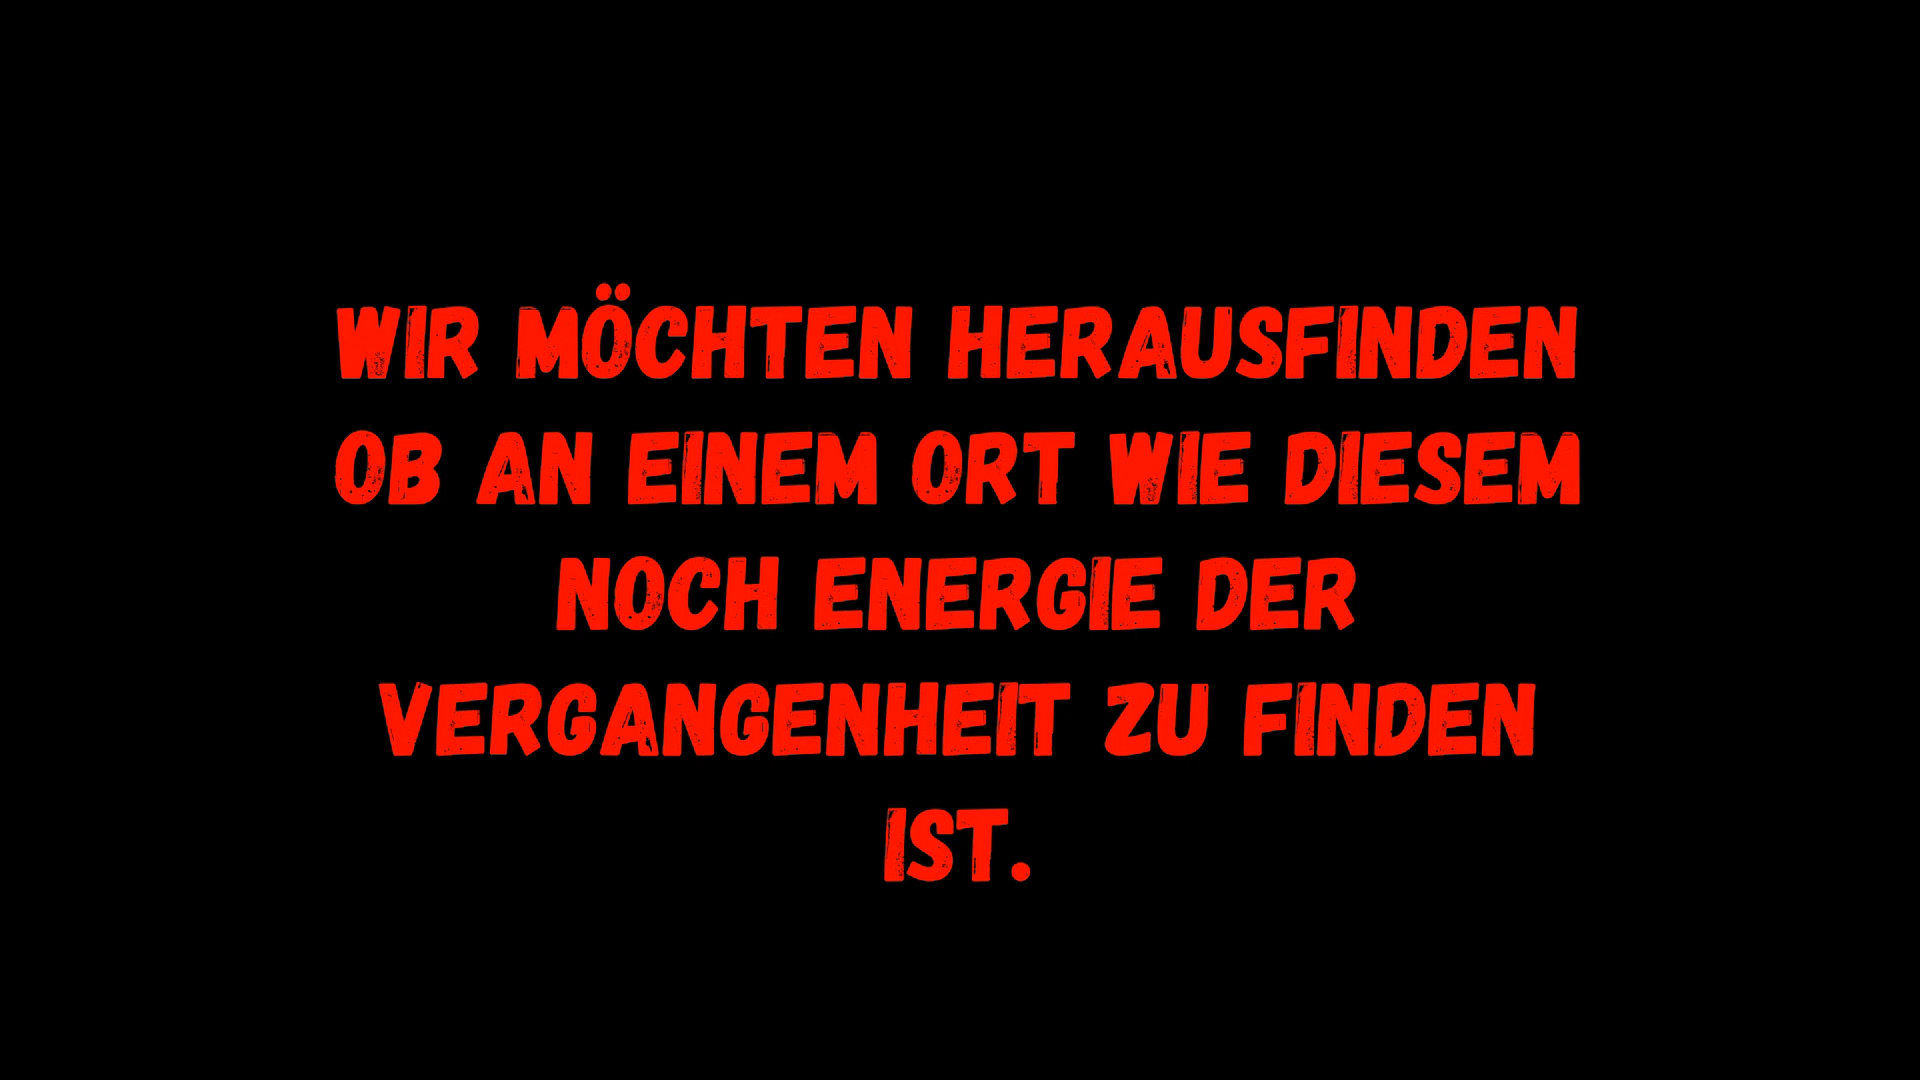 WIR MÖCHTEN HERAUSFINDEN
OB AN EINEM ORT WIE DIESEM
NOCH ENERGIE DER
VERGANGENHEIT ZU FINDEN
IST.